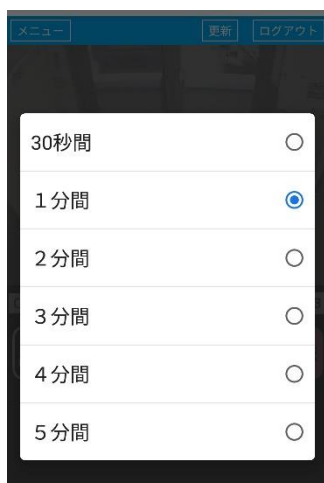 メニュー 更新 ログアウト
30秒間
１分間
２分間
３分間
４分間
５分間